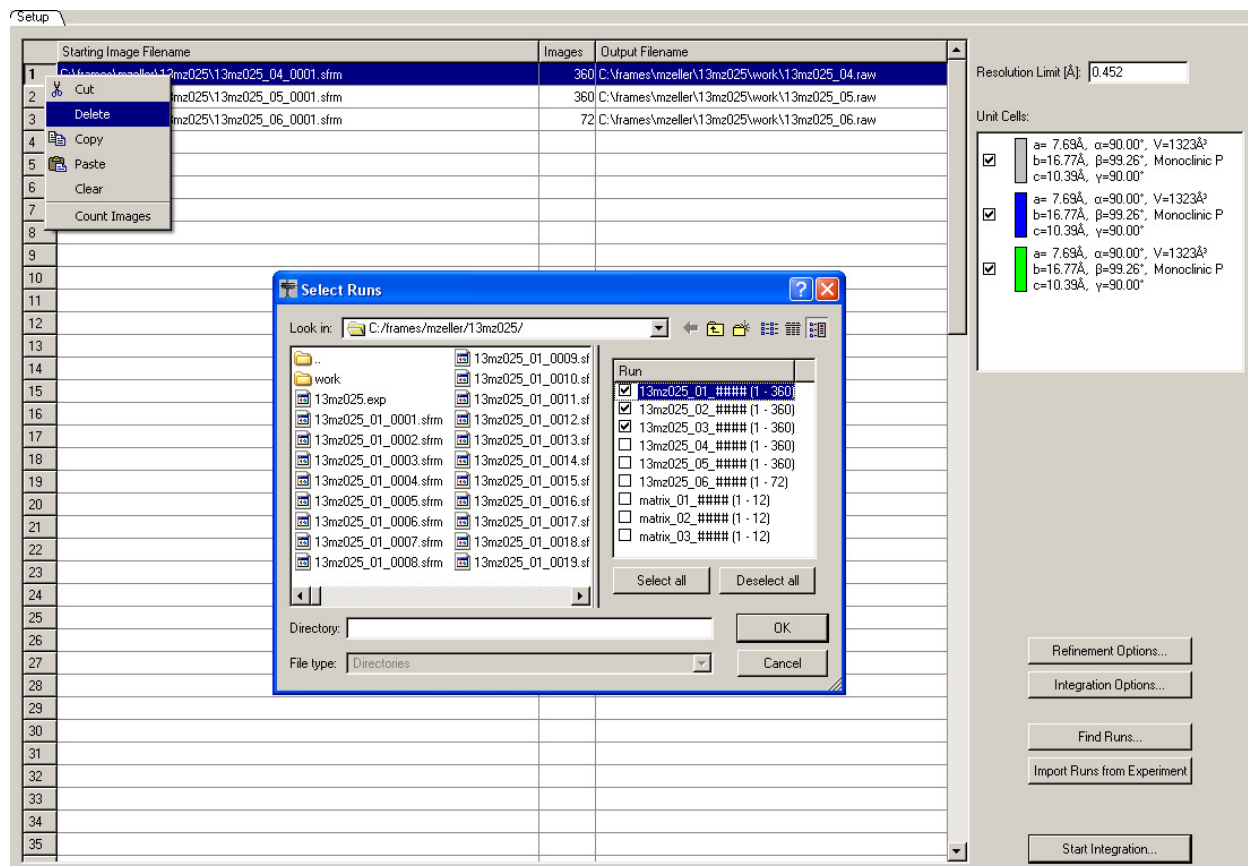 Setup
Starting Image Filename Images Output Filename
1 C:\frames\mzeller\13mz025\13mz025_04_0001.sfrm 360 C:\frames\mzeller\13mz025\work\13mz025_04.raw
2 mz025\13mz025_05_0001.sfrm 360 C:\frames\mzeller\13mz025\work\13mz025_05.raw
3 mz025\13mz025_06_0001.sfrm 72 C:\frames\mzeller\13mz025\work\13mz025_06.raw
4
5
6
7
8
9
10
11
12
13
14
15
16
17
18
19
20
21
22
23
24
25
26
27
28
29
30
31
32
33
34
35
Cut
Delete
Copy
Paste
Clear
Count Images
Select Runs
Look in: C:/frames/mzeller/13mz025/
..
work
13mz025.exp
13mz025_01_0001.sfrm
13mz025_01_0002.sfrm
13mz025_01_0003.sfrm
13mz025_01_0004.sfrm
13mz025_01_0005.sfrm
13mz025_01_0006.sfrm
13mz025_01_0007.sfrm
13mz025_01_0008.sfrm
13mz025_01_0009.sf
13mz025_01_0010.sf
13mz025_01_0011.sf
13mz025_01_0012.sf
13mz025_01_0013.sf
13mz025_01_0014.sf
13mz025_01_0015.sf
13mz025_01_0016.sf
13mz025_01_0017.sf
13mz025_01_0018.sf
13mz025_01_0019.sf
Run
13mz025_01_#### (1 - 360)
13mz025_02_#### (1 - 360)
13mz025_03_#### (1 - 360)
13mz025_04_#### (1 - 360)
13mz025_05_#### (1 - 360)
13mz025_06_#### (1 - 72)
matrix_01_#### (1 - 12)
matrix_02_#### (1 - 12)
matrix_03_#### (1 - 12)
Select all Deselect all
Directory: OK
File type: Directories Cancel
Resolution Limit [Å]: 0.452
Unit Cells:
a= 7.69Å, α=90.00°, V=1323Å³
b=16.77Å, β=99.26°, Monoclinic P
c=10.39Å, γ=90.00°
a= 7.69Å, α=90.00°, V=1323Å³
b=16.77Å, β=99.26°, Monoclinic P
c=10.39Å, γ=90.00°
a= 7.69Å, α=90.00°, V=1323Å³
b=16.77Å, β=99.26°, Monoclinic P
c=10.39Å, γ=90.00°
Refinement Options...
Integration Options...
Find Runs...
Import Runs from Experiment
Start Integration...